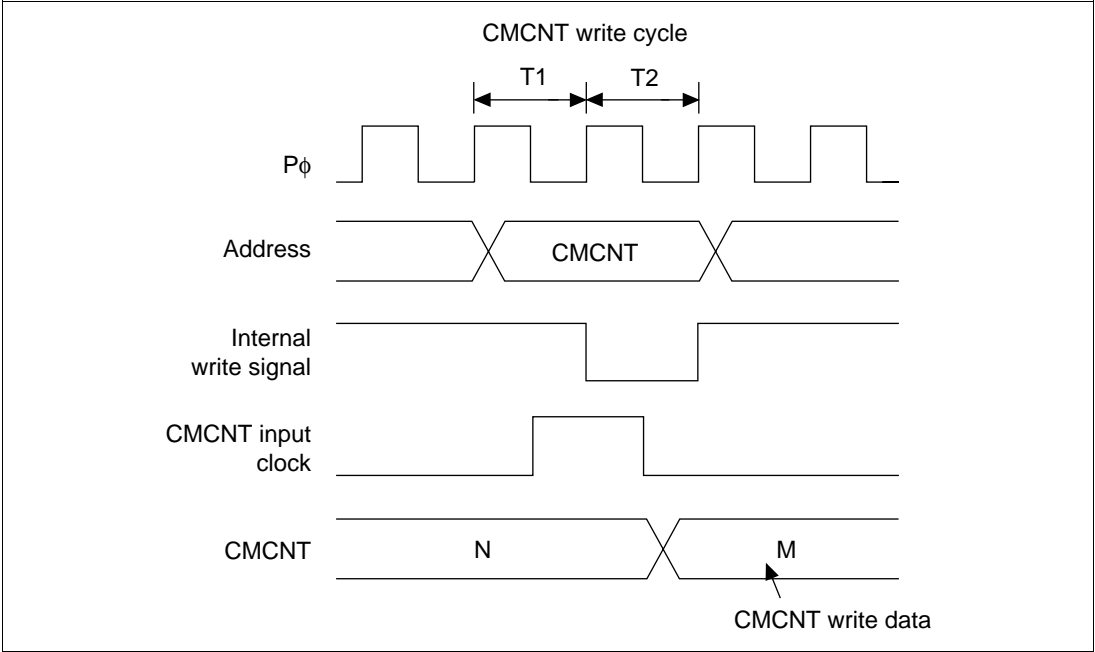 CMCNT write cycle
T1
T2
Pϕ
Address
CMCNT
Internal
write signal
CMCNT input
clock
CMCNT
N
M
CMCNT write data